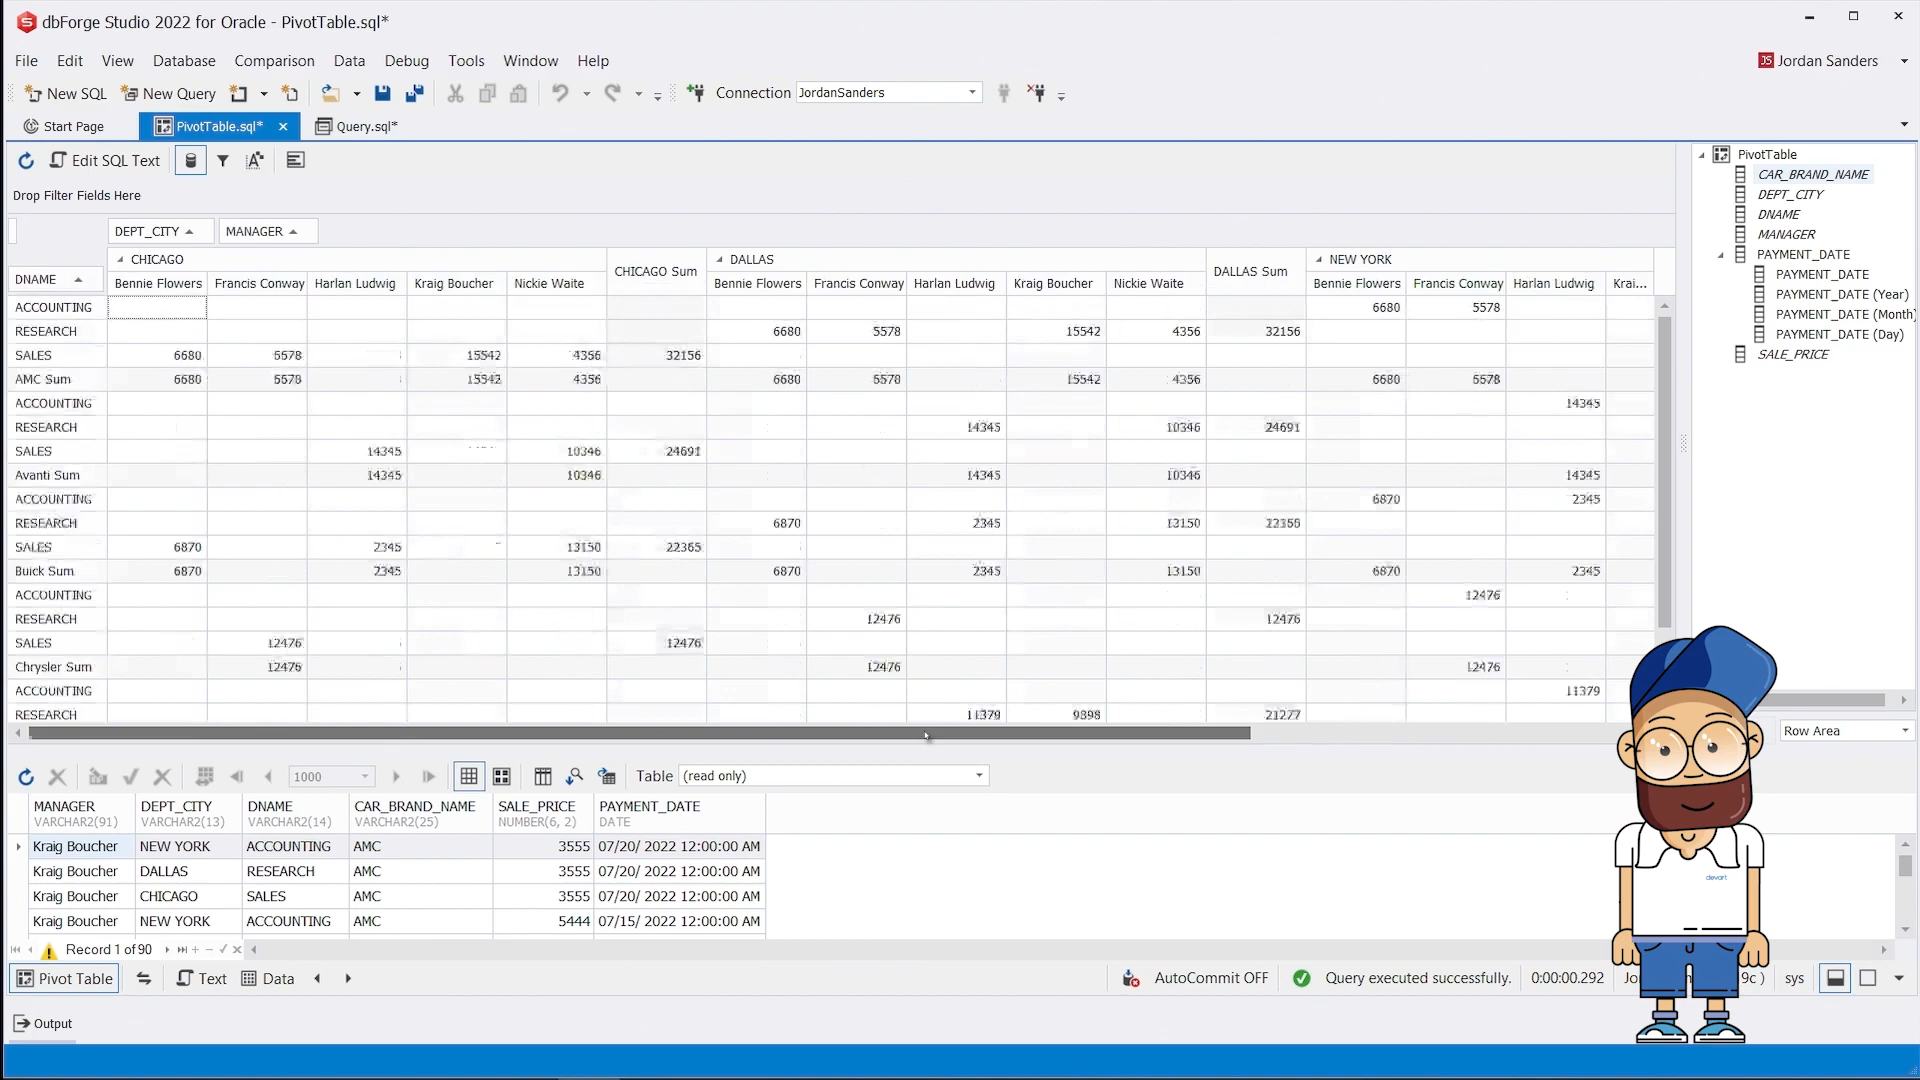 dbForge Studio 2022 for Oracle - PivotTable.sql*
File Edit View Database Comparison Data Debug Tools Window Help
Jordan Sanders
New SQL New Query Connection JordanSanders
Start Page PivotTable.sql* Query.sql*
Edit SQL Text
Drop Filter Fields Here
DEPT_CITY MANAGER
CHICAGO CHICAGO Sum DALLAS DALLAS Sum NEW YORK
DNAME Bennie Flowers Francis Conway Harlan Ludwig Kraig Boucher Nickie Waite Bennie Flowers Francis Conway Harlan Ludwig Kraig Boucher Nickie Waite Bennie Flowers Francis Conway Harlan Ludwig Krai...
ACCOUNTING 6680 5578
RESEARCH 6680 5578 15542 4356 32156
SALES 6680 5578 15542 4356 32156
AMC Sum 6680 5578 15542 4356 6680 5578 15542 4356 6680 5578
ACCOUNTING 14345
RESEARCH 14345 10346 24691
SALES 14345 10346 24691
Avanti Sum 14345 10346 14345 10346 14345
ACCOUNTING 6870 2345
RESEARCH 6870 2345 13150
SALES 6870 2345 13150 22365
Buick Sum 6870 2345 13150 6870 2345 13150 6870 2345
ACCOUNTING 12476
RESEARCH 12476 12476
SALES 12476 12476
Chrysler Sum 12476 12476 12476
ACCOUNTING 11379
RESEARCH 11379 9898 21277
PivotTable
CAR_BRAND_NAME
DEPT_CITY
DNAME
MANAGER
PAYMENT_DATE
PAYMENT_DATE
PAYMENT_DATE (Year)
PAYMENT_DATE (Month)
PAYMENT_DATE (Day)
SALE_PRICE
Row Area
1000 Table (read only)
MANAGER DEPT_CITY DNAME CAR_BRAND_NAME SALE_PRICE PAYMENT_DATE
VARCHAR2(91) VARCHAR2(13) VARCHAR2(14) VARCHAR2(25) NUMBER(6, 2) DATE
Kraig Boucher NEW YORK ACCOUNTING AMC 3555 07/20/ 2022 12:00:00 AM
Kraig Boucher DALLAS RESEARCH AMC 3555 07/20/ 2022 12:00:00 AM
Kraig Boucher CHICAGO SALES AMC 3555 07/20/ 2022 12:00:00 AM
Kraig Boucher NEW YORK ACCOUNTING AMC 5444 07/15/ 2022 12:00:00 AM
devart
Record 1 of 90
Pivot Table Text Data AutoCommit OFF Query executed successfully. 0:00:00.292 9c ) sys
Output